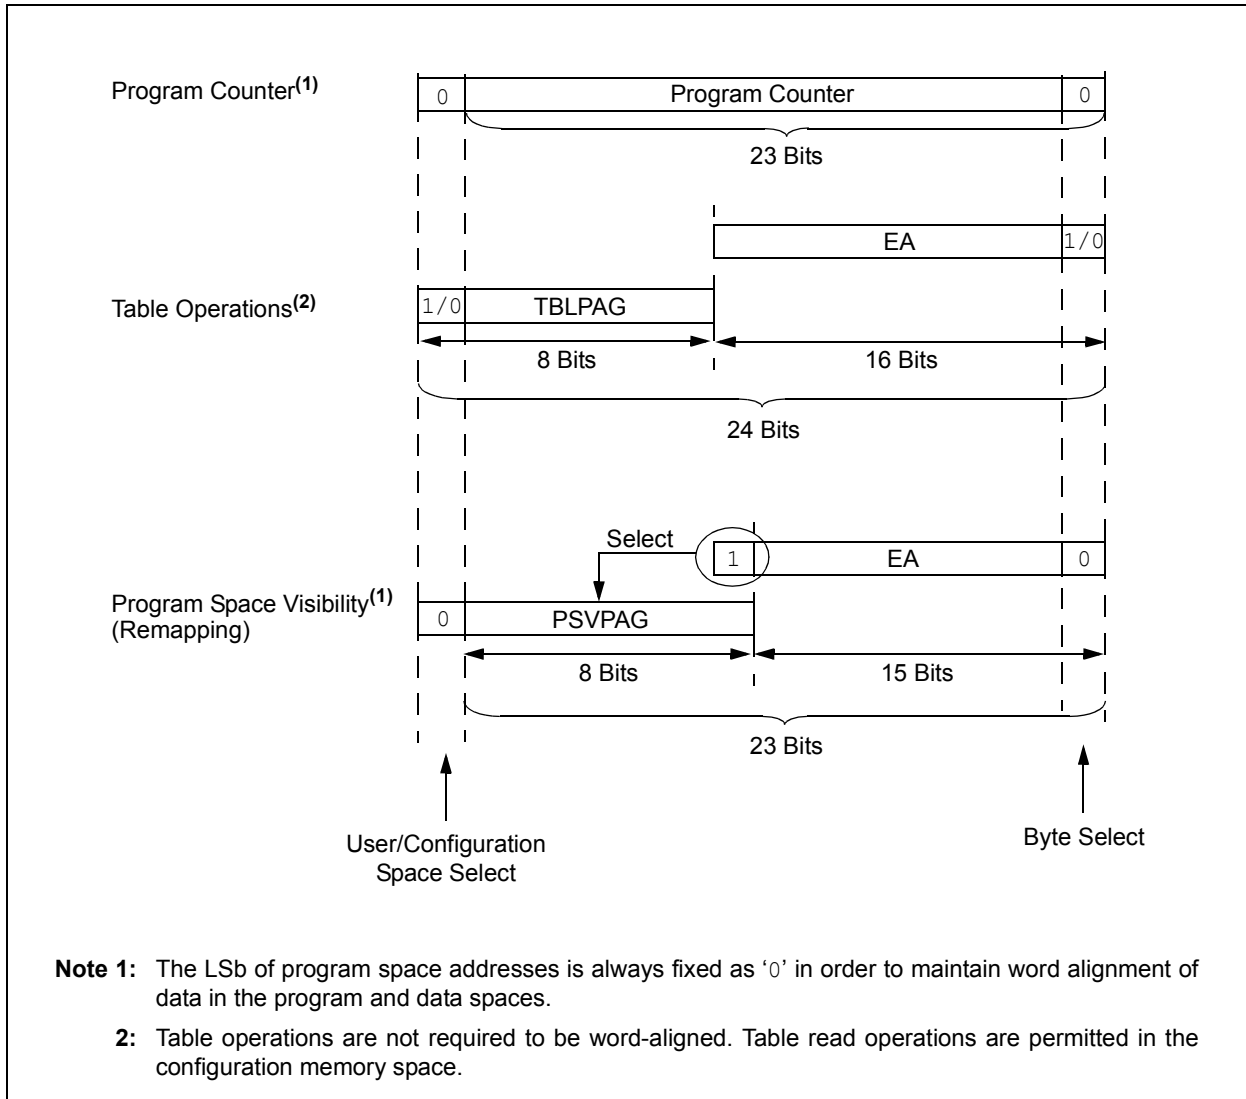 Program Counter(1)
0
Program Counter
0
23 Bits
EA
1/0
Table Operations(2)
1/0
TBLPAG
8 Bits
16 Bits
24 Bits
Select
1
EA
0
Program Space Visibility(1)
(Remapping)
0
PSVPAG
8 Bits
15 Bits
23 Bits
User/Configuration
Space Select
Byte Select
Note 1: The LSb of program space addresses is always fixed as ‘0’ in order to maintain word alignment of
data in the program and data spaces.
2: Table operations are not required to be word-aligned. Table read operations are permitted in the
configuration memory space.